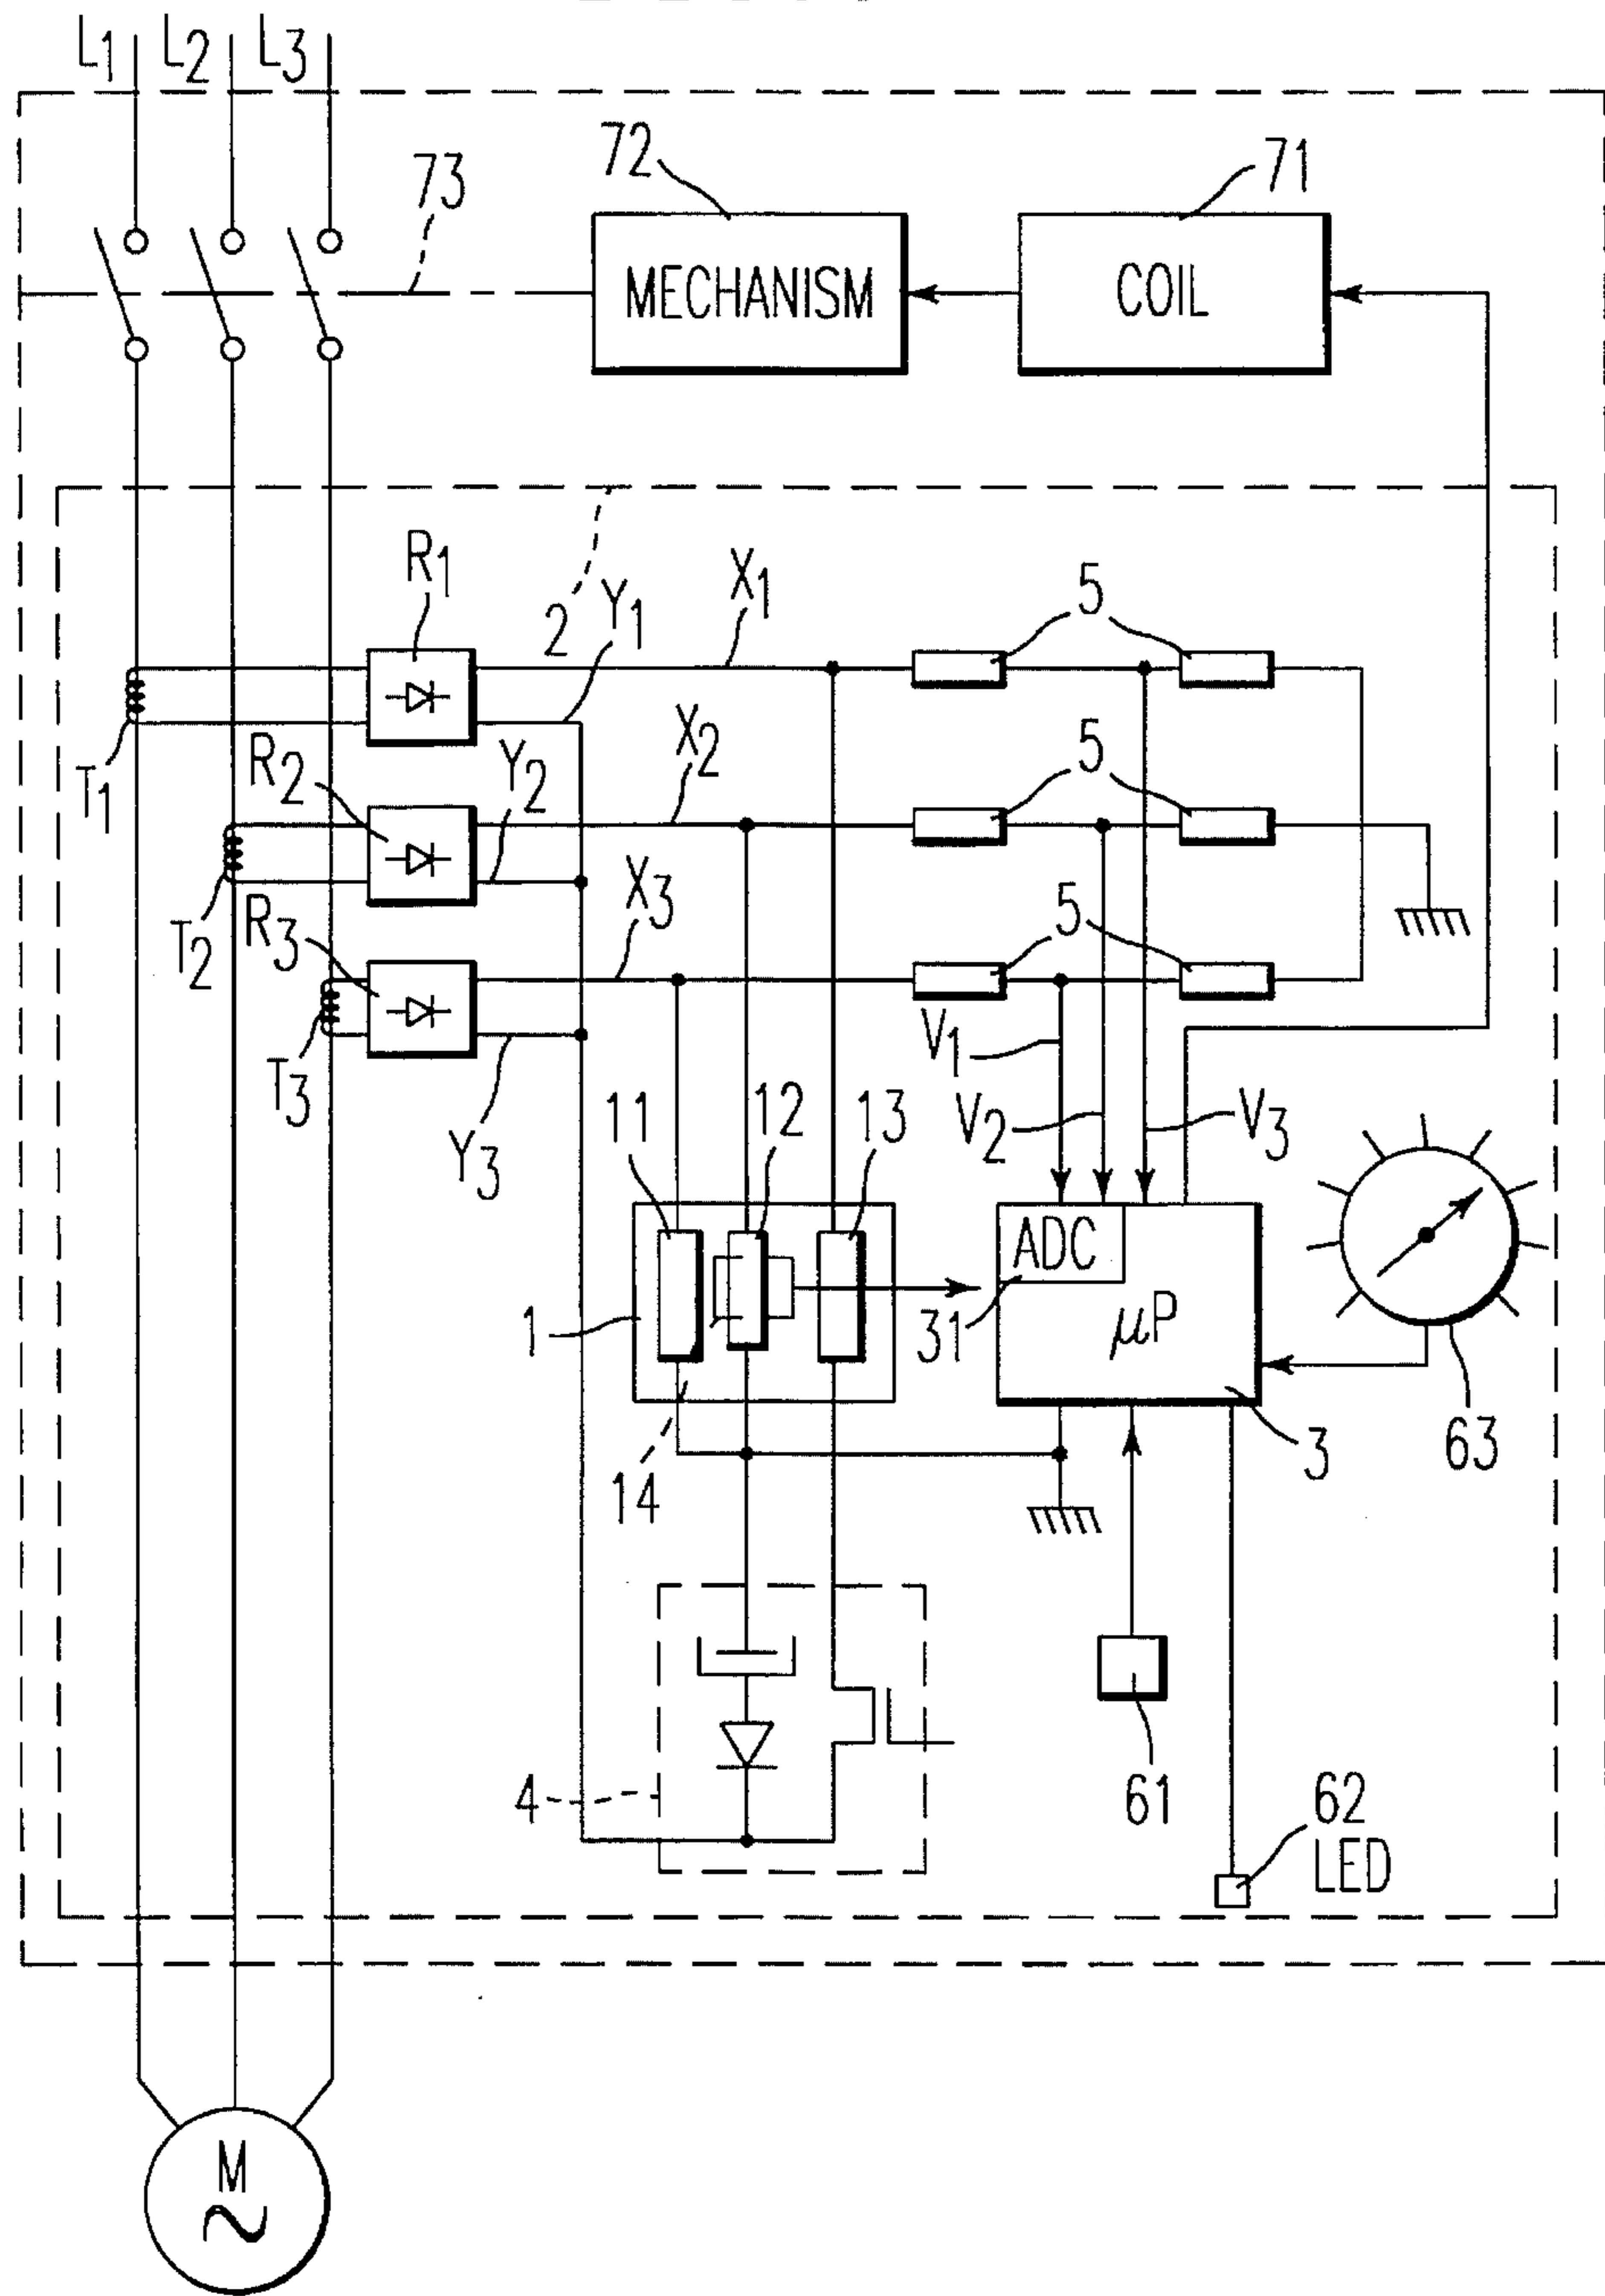 L1 L2 L3
73
72
71
MECHANISM
COIL
R1
2
Y1
X1
5
T1
R2
Y2
X2
5
T2
R3
X3
5
T3
Y3
V1
V2
V3
11
12
13
1
ADC
31
μP
14
3
63
4
61
62
LED
M